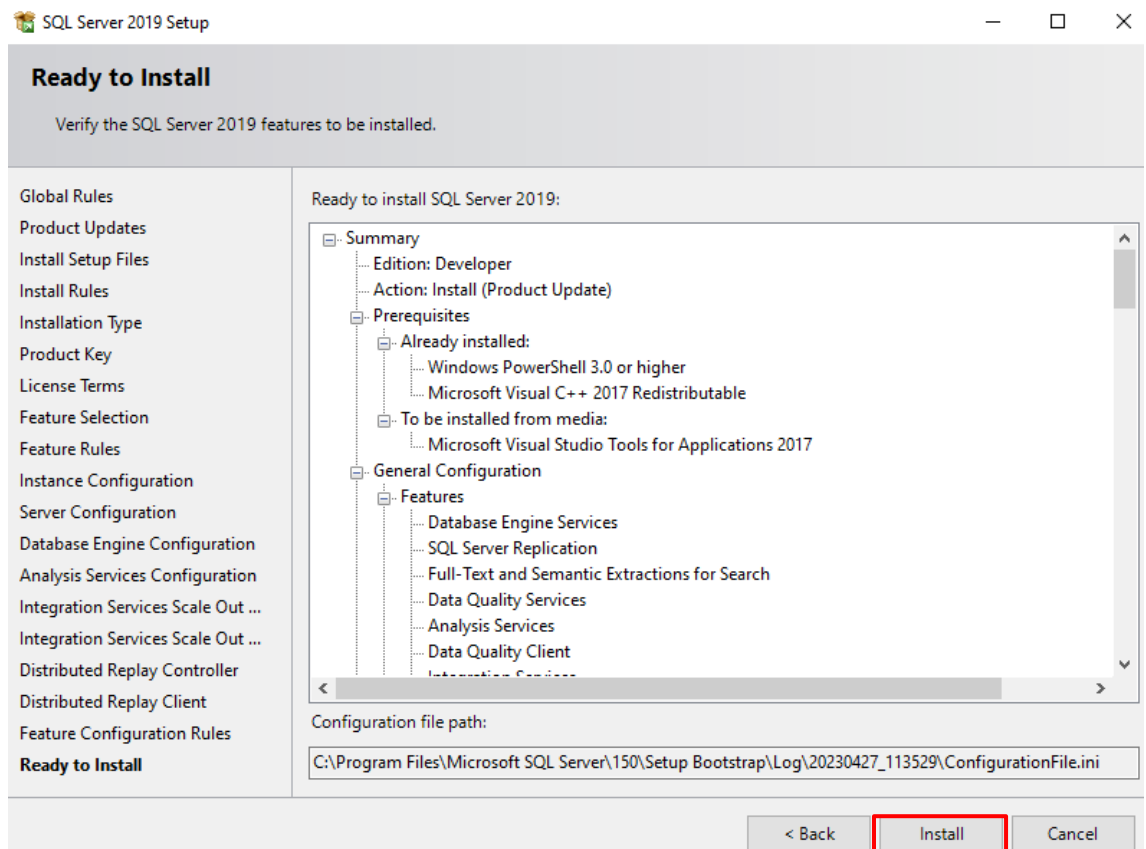 SQL Server 2019 Setup
Ready to Install
Verify the SQL Server 2019 features to be installed.
Global Rules
Product Updates
Install Setup Files
Install Rules
Installation Type
Product Key
License Terms
Feature Selection
Feature Rules
Instance Configuration
Server Configuration
Database Engine Configuration
Analysis Services Configuration
Integration Services Scale Out ...
Integration Services Scale Out ...
Distributed Replay Controller
Distributed Replay Client
Feature Configuration Rules
Ready to Install
Ready to install SQL Server 2019:
Summary
Edition: Developer
Action: Install (Product Update)
Prerequisites
Already installed:
Windows PowerShell 3.0 or higher
Microsoft Visual C++ 2017 Redistributable
To be installed from media:
Microsoft Visual Studio Tools for Applications 2017
General Configuration
Features
Database Engine Services
SQL Server Replication
Full-Text and Semantic Extractions for Search
Data Quality Services
Analysis Services
Data Quality Client
Integration Services
Configuration file path:
C:\Program Files\Microsoft SQL Server\150\Setup Bootstrap\Log\20230427_113529\ConfigurationFile.ini
< Back
Install
Cancel